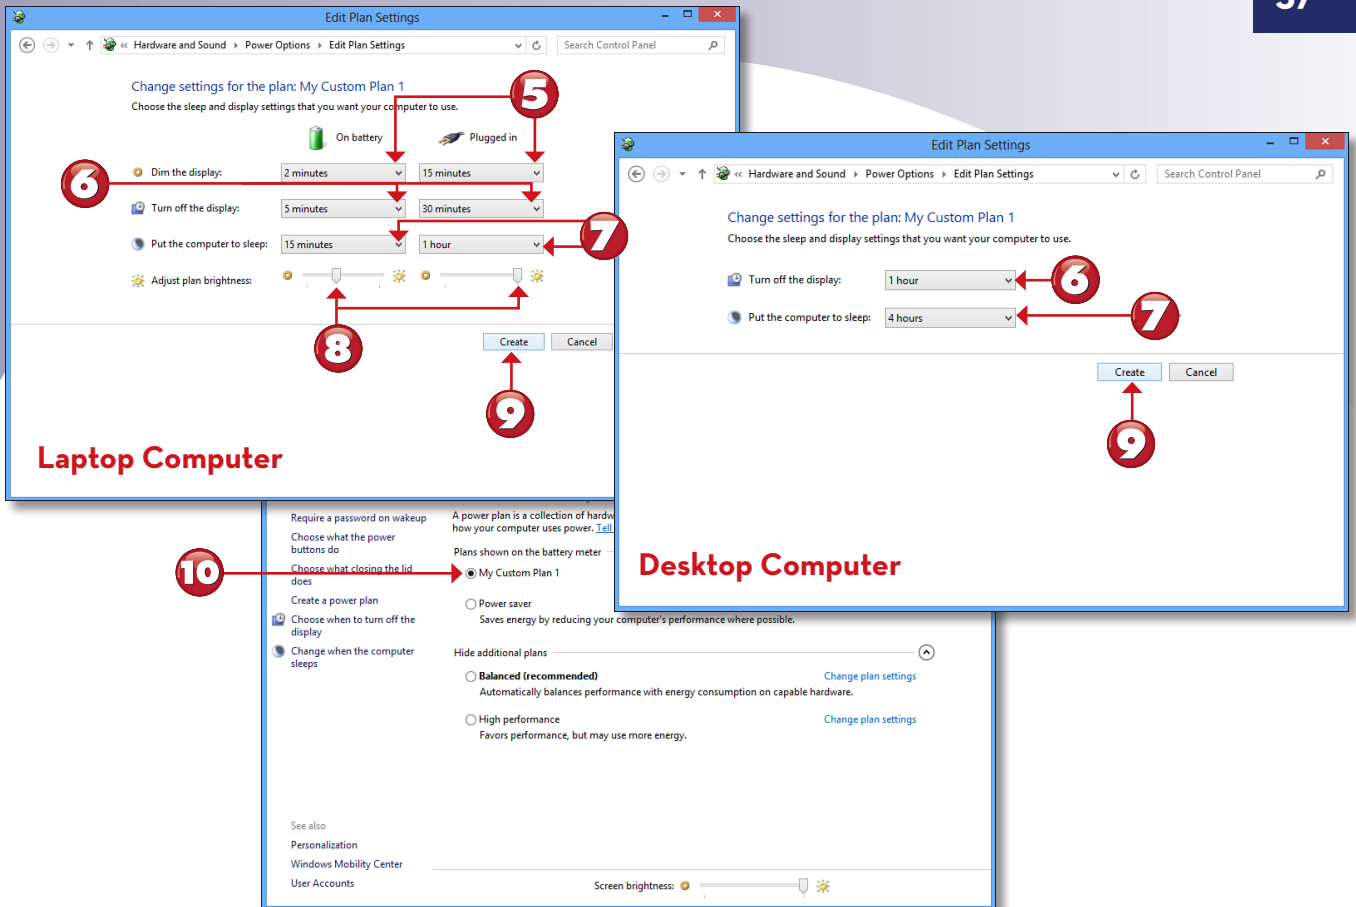 37
Edit Plan Settings
« Hardware and Sound Power Options Edit Plan Settings
Search Control Panel
Change settings for the plan: My Custom Plan 1
Choose the sleep and display settings that you want your computer to use.
On battery Plugged in
Dim the display: 2 minutes 15 minutes
Turn off the display: 5 minutes 30 minutes
Put the computer to sleep: 15 minutes 1 hour
Adjust plan brightness:
Create Cancel
5
6
7
8
9
Laptop Computer
Edit Plan Settings
« Hardware and Sound Power Options Edit Plan Settings
Search Control Panel
Change settings for the plan: My Custom Plan 1
Choose the sleep and display settings that you want your computer to use.
Turn off the display: 1 hour
Put the computer to sleep: 4 hours
Create Cancel
6
7
9
Desktop Computer
10
Require a password on wakeup
Choose what the power
buttons do
Choose what closing the lid
does
Create a power plan
Choose when to turn off the
display
Change when the computer
sleeps
See also
Personalization
Windows Mobility Center
User Accounts
A power plan is a collection of hardw
how your computer uses power. Tell
Plans shown on the battery meter
My Custom Plan 1
Power saver
Saves energy by reducing your computer's performance where possible.
Hide additional plans
Balanced (recommended) Change plan settings
Automatically balances performance with energy consumption on capable hardware.
High performance Change plan settings
Favors performance, but may use more energy.
Screen brightness: